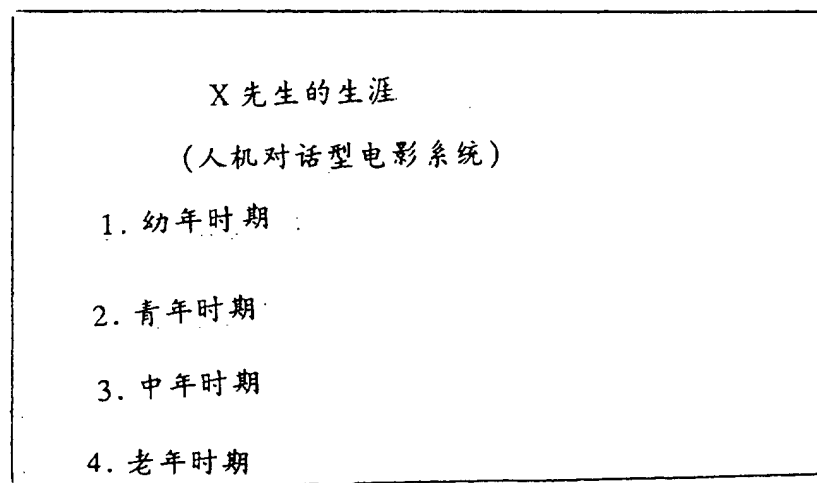 X先生的生涯
(人机对话型电影系统)
1. 幼年时期
2. 青年时期
3. 中年时期
4. 老年时期